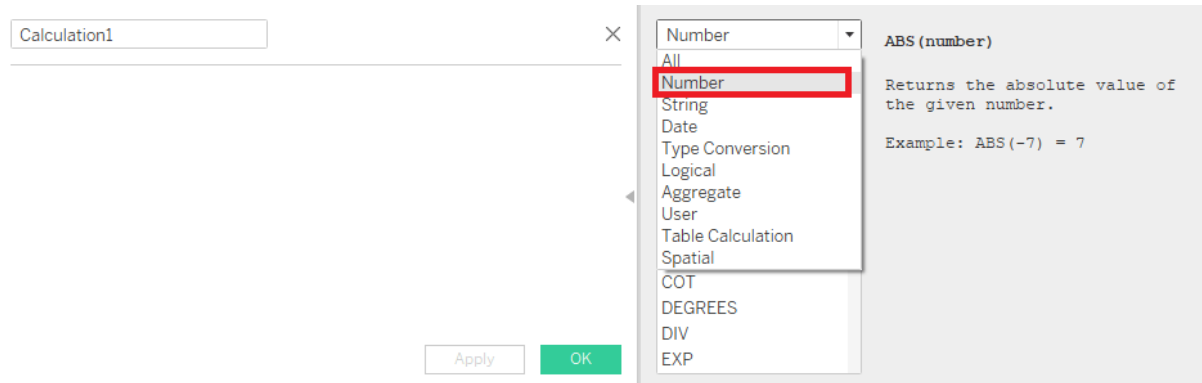 Calculation1
Apply
OK
Number
All
Number
String
Date
Type Conversion
Logical
Aggregate
User
Table Calculation
Spatial
COT
DEGREES
DIV
EXP
ABS(number)
Returns the absolute value of
the given number.
Example: ABS(-7) = 7